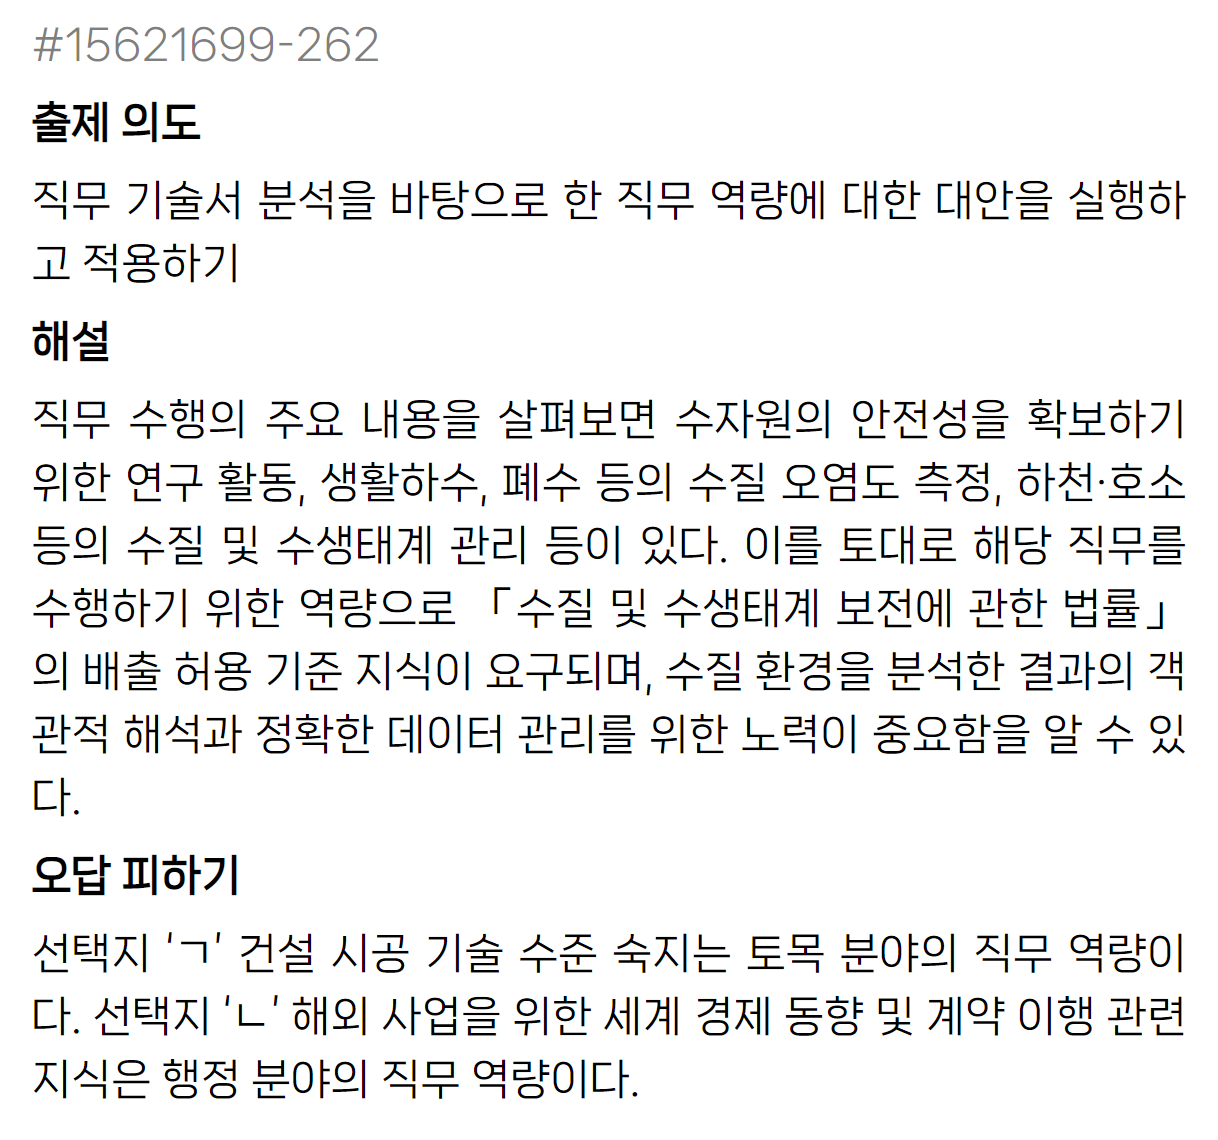 #15621699-262
출제 의도
직무 기술서 분석을 바탕으로 한 직무 역량에 대한 대안을 실행하
고 적용하기
해설
직무 수행의 주요 내용을 살펴보면 수자원의 안전성을 확보하기
위한 연구 활동, 생활하수, 폐수 등의 수질 오염도 측정, 하천·호소
등의 수질 및 수생태계 관리 등이 있다. 이를 토대로 해당 직무를
수행하기 위한 역량으로 「수질 및 수생태계 보전에 관한 법률」
의 배출 허용 기준 지식이 요구되며, 수질 환경을 분석한 결과의 객
관적 해석과 정확한 데이터 관리를 위한 노력이 중요함을 알 수 있
다.
오답 피하기
선택지 ‘ㄱ’ 건설 시공 기술 수준 숙지는 토목 분야의 직무 역량이
다. 선택지 ‘ㄴ’ 해외 사업을 위한 세계 경제 동향 및 계약 이행 관련
지식은 행정 분야의 직무 역량이다.